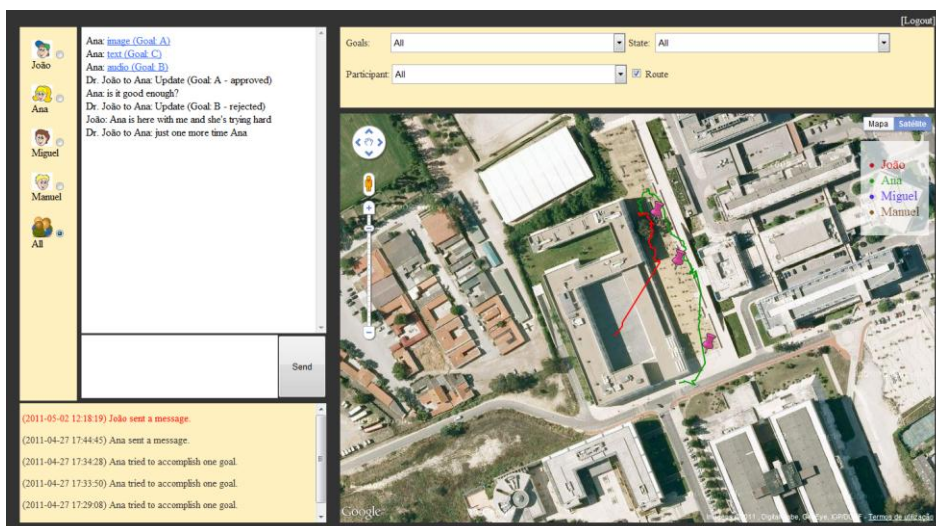 [Logout]
João
Ana
Miguel
Manuel
All
Ana: image (Goal: A)
Ana: text (Goal: C)
Ana: audio (Goal: B)
Dr. João to Ana: Update (Goal: A - approved)
Ana: is it good enough?
Dr. João to Ana: Update (Goal: B - rejected)
João: Ana is here with me and she's trying hard
Dr. João to Ana: just one more time Ana
Send
(2011-05-02 12:18:19) João sent a message.
(2011-04-27 17:44:45) Ana sent a message.
(2011-04-27 17:34:28) Ana tried to accomplish one goal.
(2011-04-27 17:33:50) Ana tried to accomplish one goal.
(2011-04-27 17:29:08) Ana tried to accomplish one goal.
Goals: All State: All
Participant: All Route
Mapa Satélite
João
Ana
Miguel
Manuel
Google
©2011 , DigitalGlobe, GeoEye, - Termos de utilização